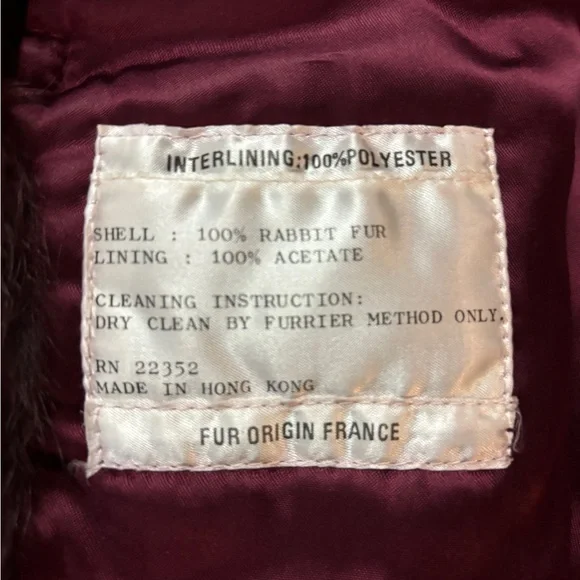 INTERLINING:100%POLYESTER
SHELL : 100% RABBIT FUR
LINING : 100% ACETATE
CLEANING INSTRUCTION:
DRY CLEAN BY FURRIER METHOD ONLY.
RN 22352
MADE IN HONG KONG
FUR ORIGIN FRANCE